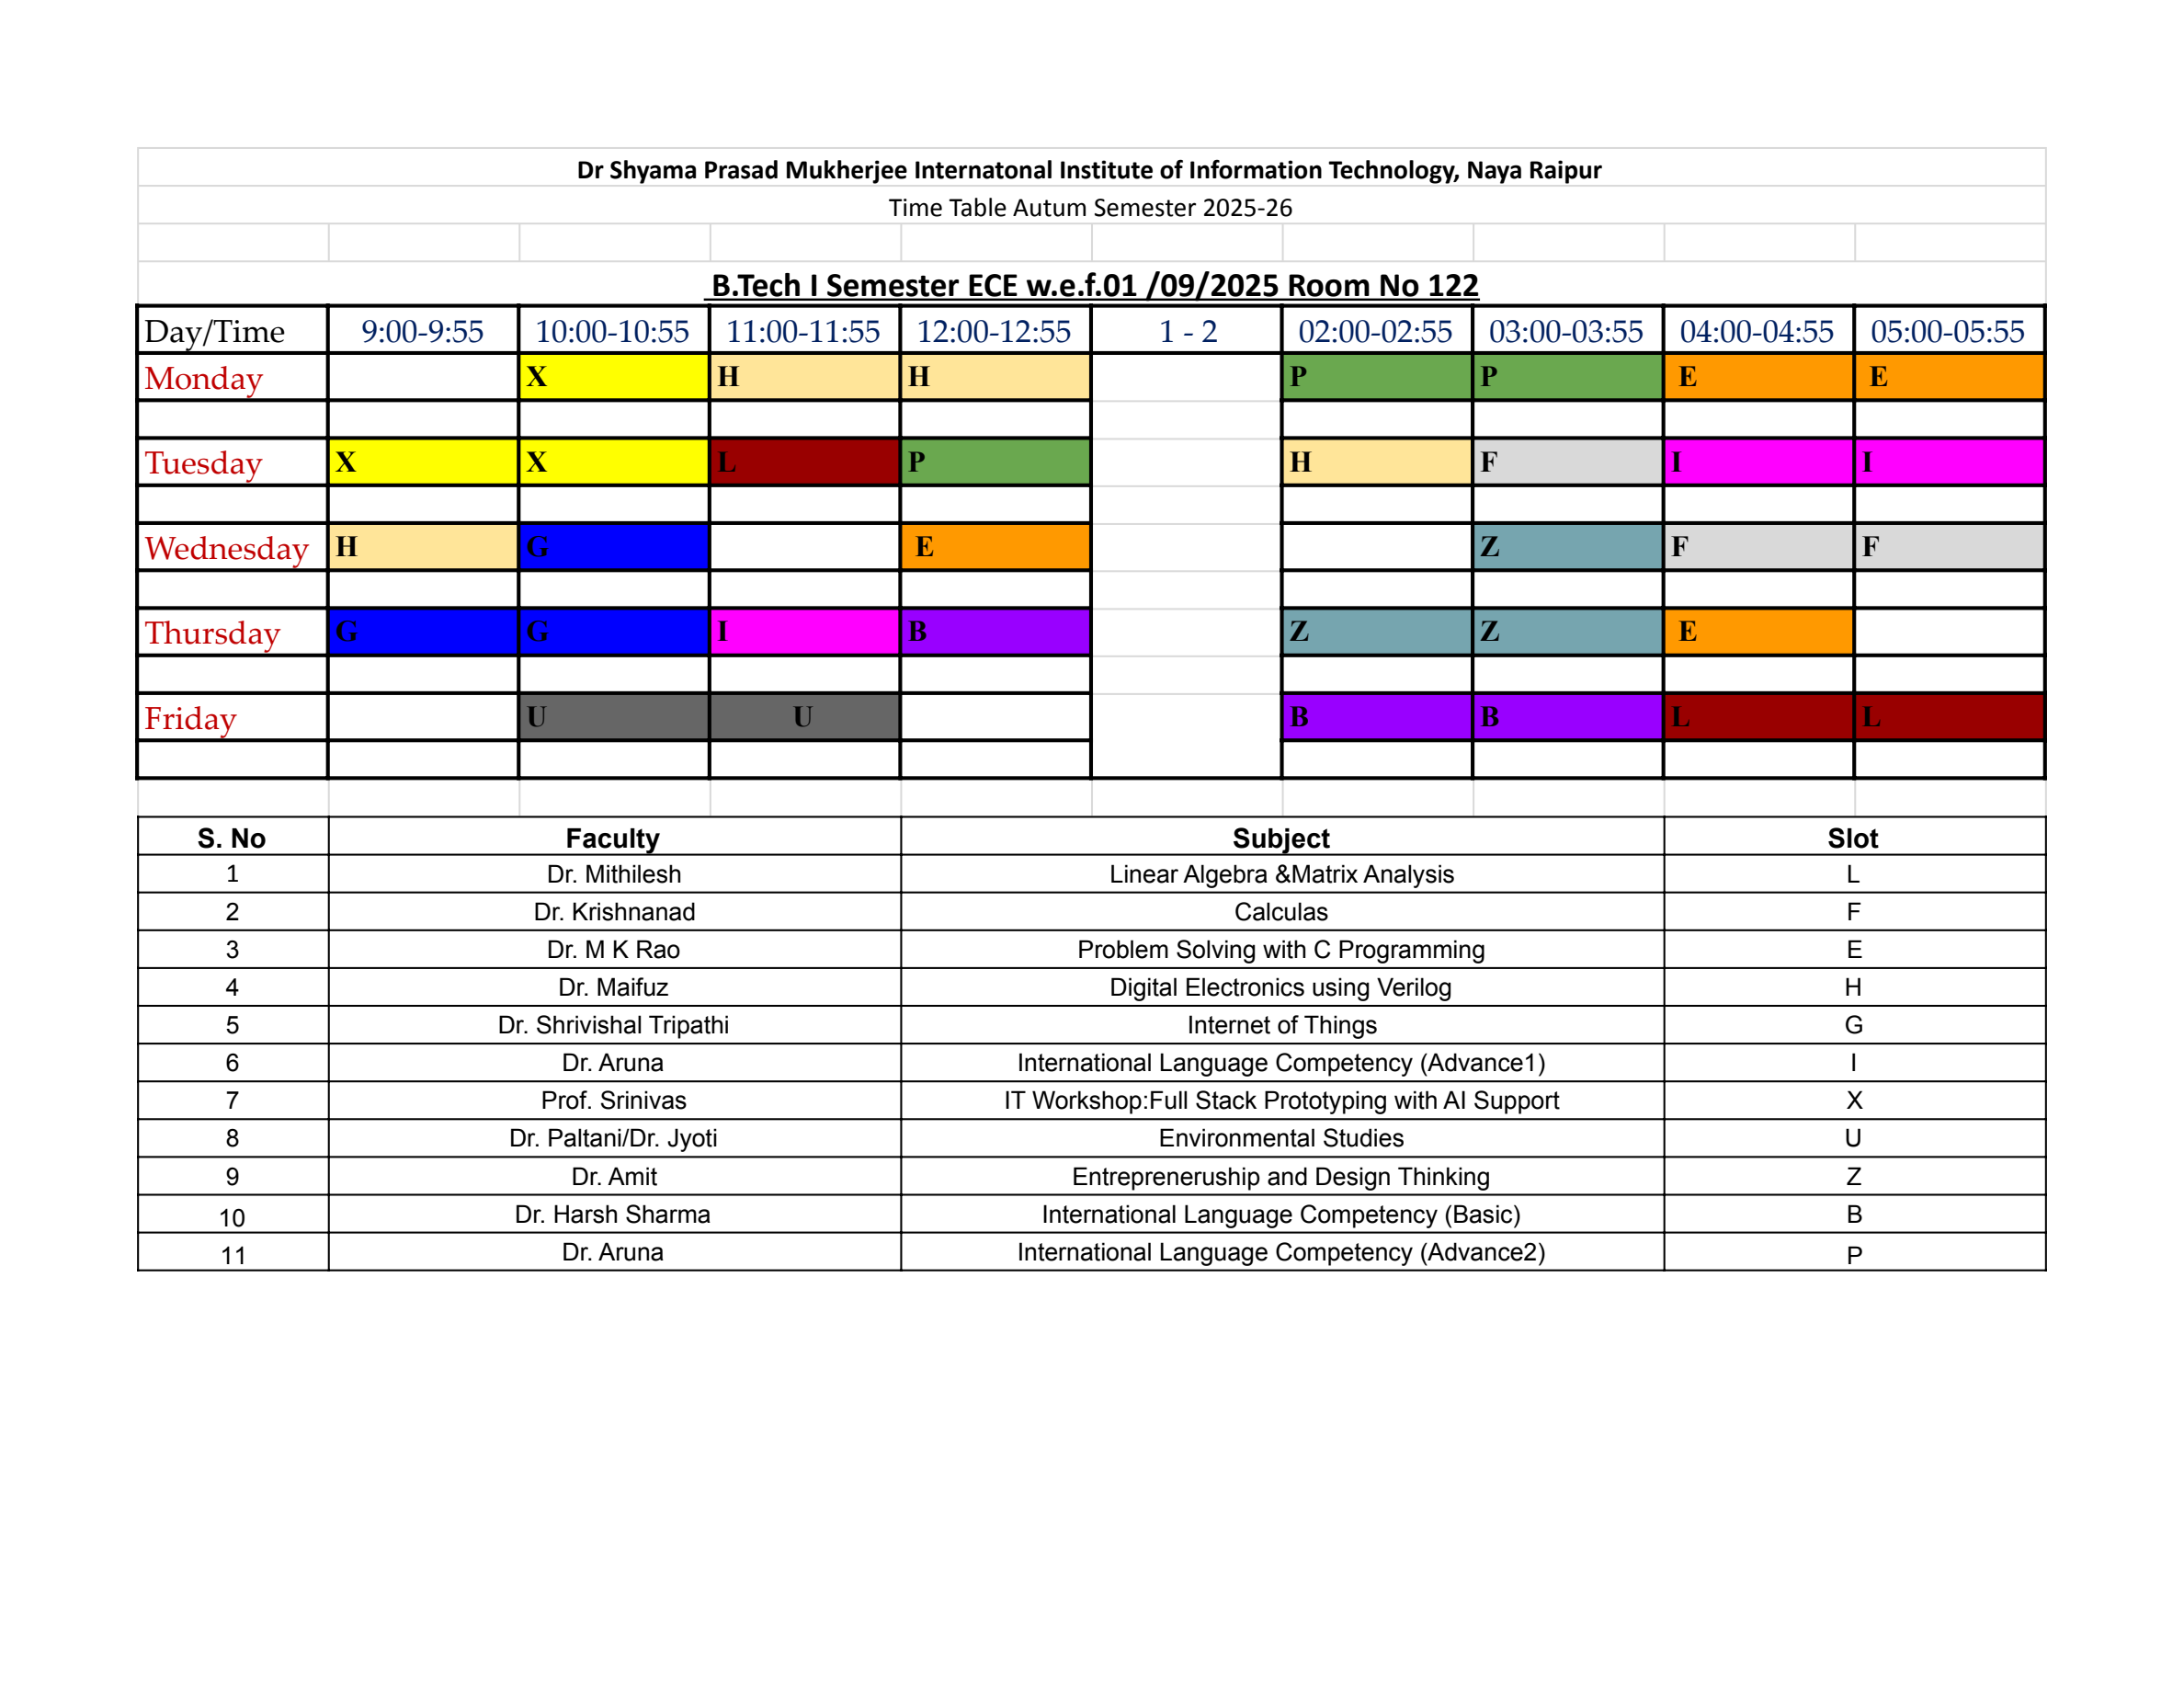 Dr Shyama Prasad Mukherjee Internatonal Institute of Information Technology, Naya Raipur
Time Table Autum Semester 2025-26
B.Tech I Semester ECE w.e.f.01 /09/2025 Room No 122
Day/Time 9:00-9:55 10:00-10:55 11:00-11:55 12:00-12:55 1 - 2 02:00-02:55 03:00-03:55 04:00-04:55 05:00-05:55
Monday X H H P P E E
Tuesday X X L P H F I I
Wednesday H G E Z F F
Thursday G G I B Z Z E
Friday U U B B L L
S. No Faculty Subject Slot
1 Dr. Mithilesh Linear Algebra &Matrix Analysis L
2 Dr. Krishnanad Calculas F
3 Dr. M K Rao Problem Solving with C Programming E
4 Dr. Maifuz Digital Electronics using Verilog H
5 Dr. Shrivishal Tripathi Internet of Things G
6 Dr. Aruna International Language Competency (Advance1) I
7 Prof. Srinivas IT Workshop:Full Stack Prototyping with AI Support X
8 Dr. Paltani/Dr. Jyoti Environmental Studies U
9 Dr. Amit Entrepreneruship and Design Thinking Z
10 Dr. Harsh Sharma International Language Competency (Basic) B
11 Dr. Aruna International Language Competency (Advance2) P